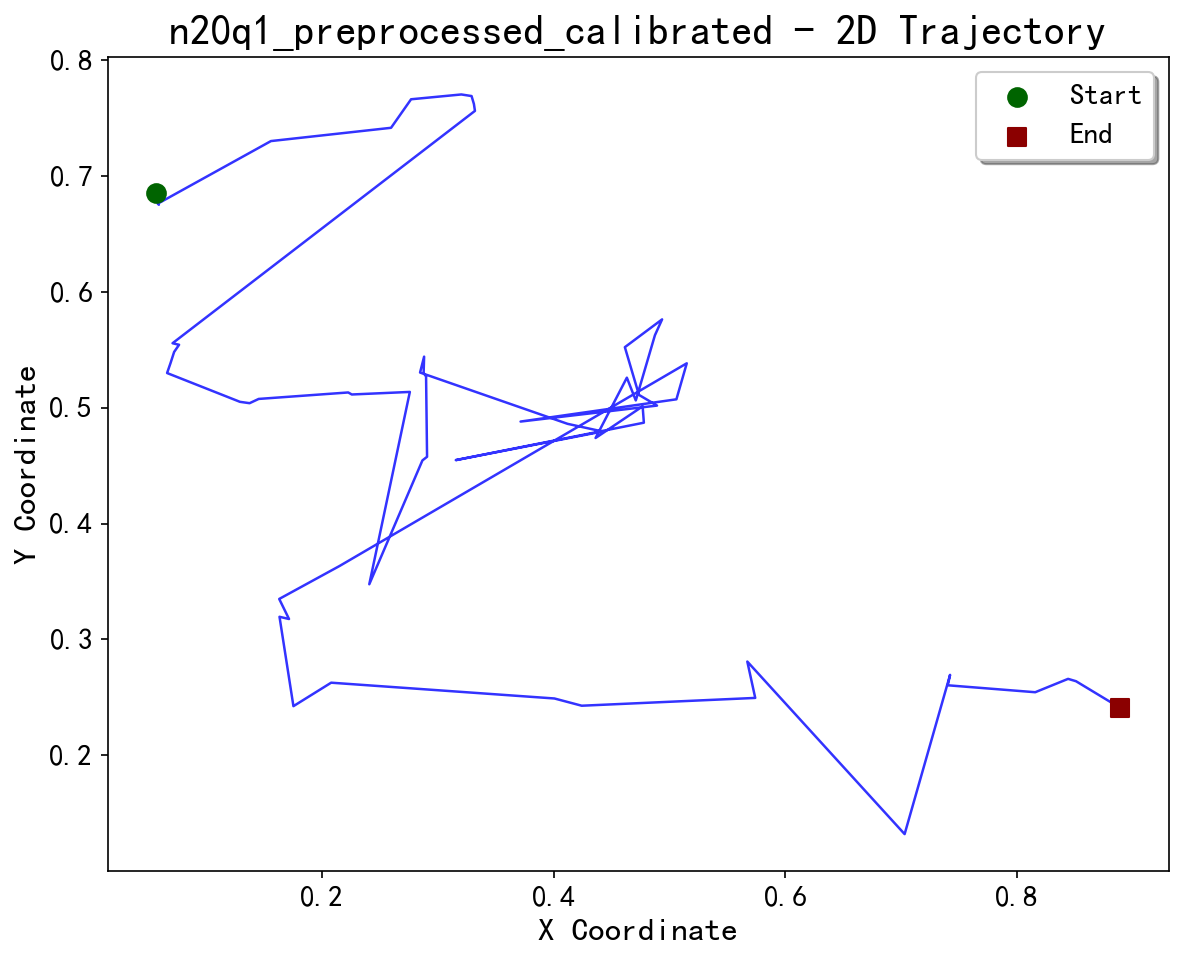 n20q1_preprocessed_calibrated - 2D Trajectory
Start
End
0.8
0.7
0.6
0.5
0.4
0.3
0.2
Y Coordinate
0.2 0.4 0.6 0.8
X Coordinate